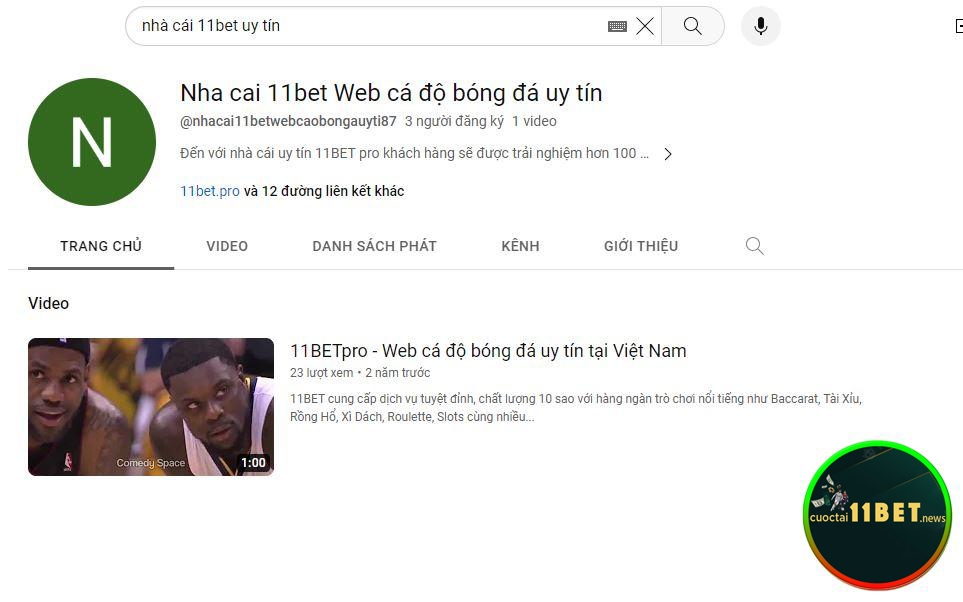 nhà cái 11bet uy tín
N
Nha cai 11bet Web cá độ bóng đá uy tín
@nhacai11betwebcaobongauyti87 3 người đăng ký 1 video
Đến với nhà cái uy tín 11BET pro khách hàng sẽ được trải nghiệm hơn 100 ...
11bet.pro và 12 đường liên kết khác
TRANG CHỦ VIDEO DANH SÁCH PHÁT KÊNH GIỚI THIỆU
Video
11BETpro - Web cá độ bóng đá uy tín tại Việt Nam
23 lượt xem • 2 năm trước
11BET cung cấp dịch vụ tuyệt đỉnh, chất lượng 10 sao với hàng ngàn trò chơi nổi tiếng như Baccarat, Tài Xỉu,
Rồng Hổ, Xì Dách, Roulette, Slots cùng nhiều...
Comedy Space 1:00
cuoctai11BET.news